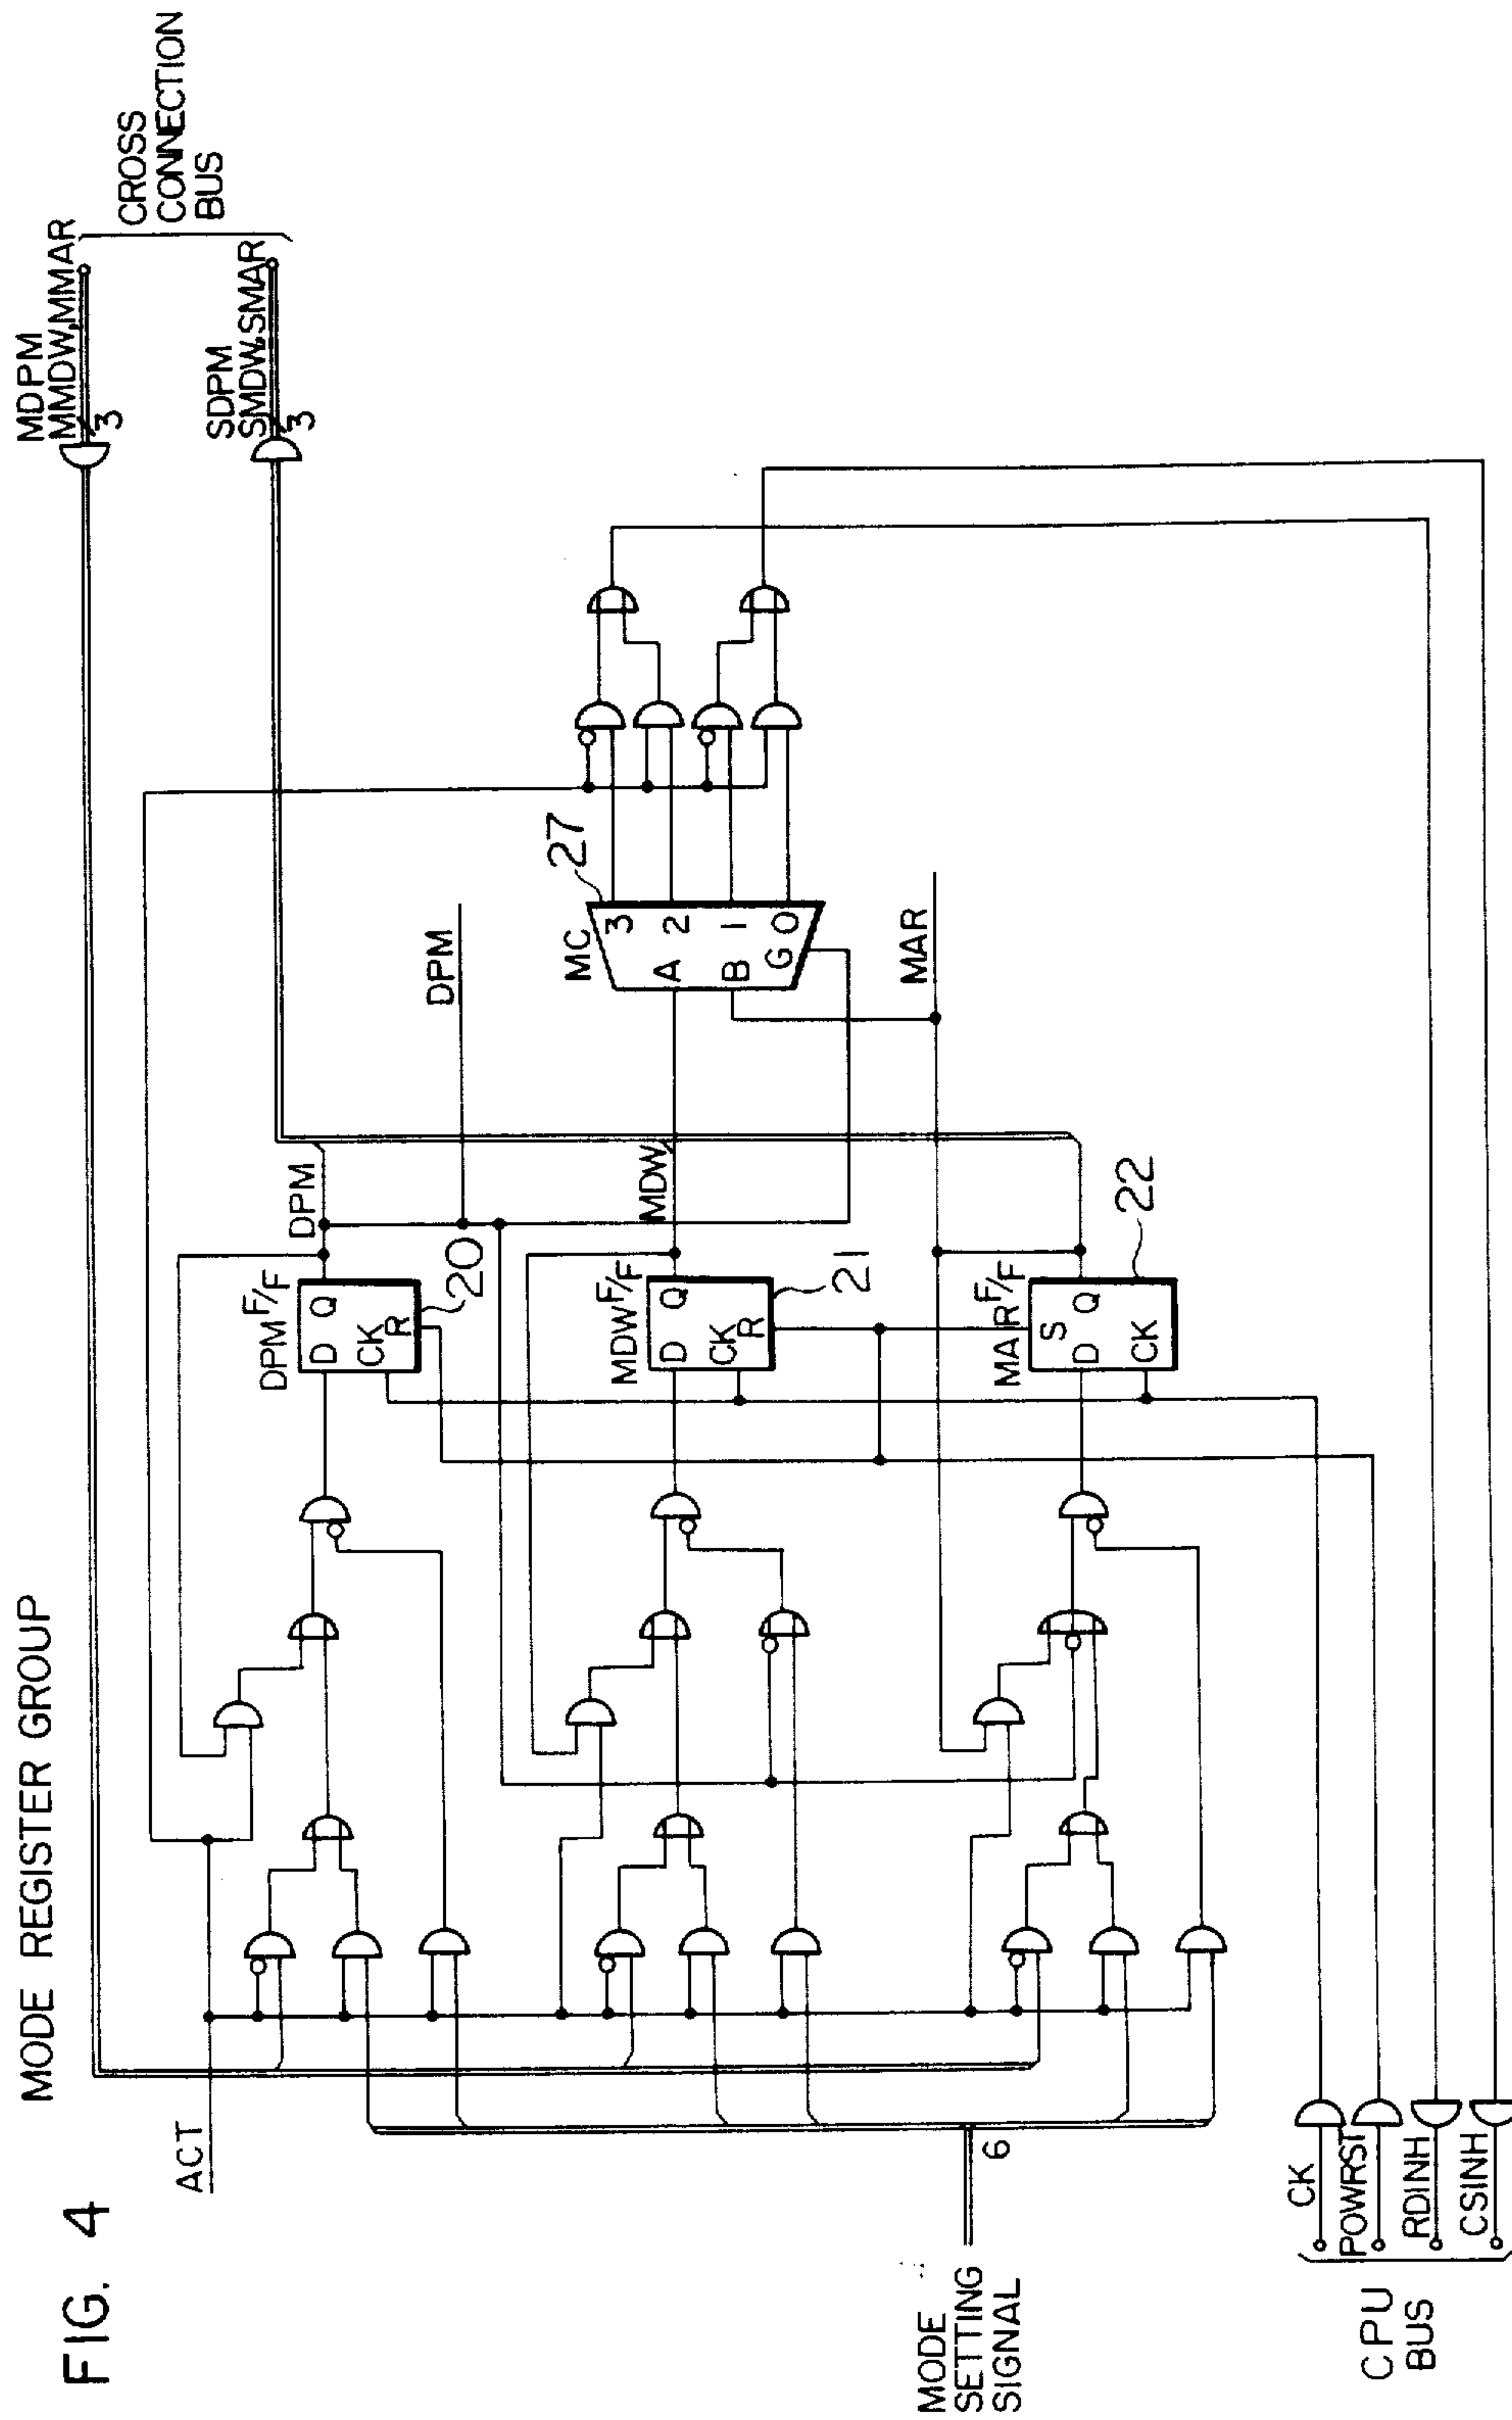 FIG. 4
MODE REGISTER GROUP
MDPM
MMDW,MMAR
3
SDPM
SMDW,SMAR
3
CROSS
CONNECTION
BUS
ACT
DPM F/F
D Q
CK
R
20
DPM
DPM
MDW F/F
D Q
CK
R
21
MDW
MC
27
A
B
G
3
2
1
0
MAR F/F
S
D Q
CK
22
MAR
MODE
SETTING
SIGNAL
6
CPU
BUS
CK
POWRST
RDINH
CSINH